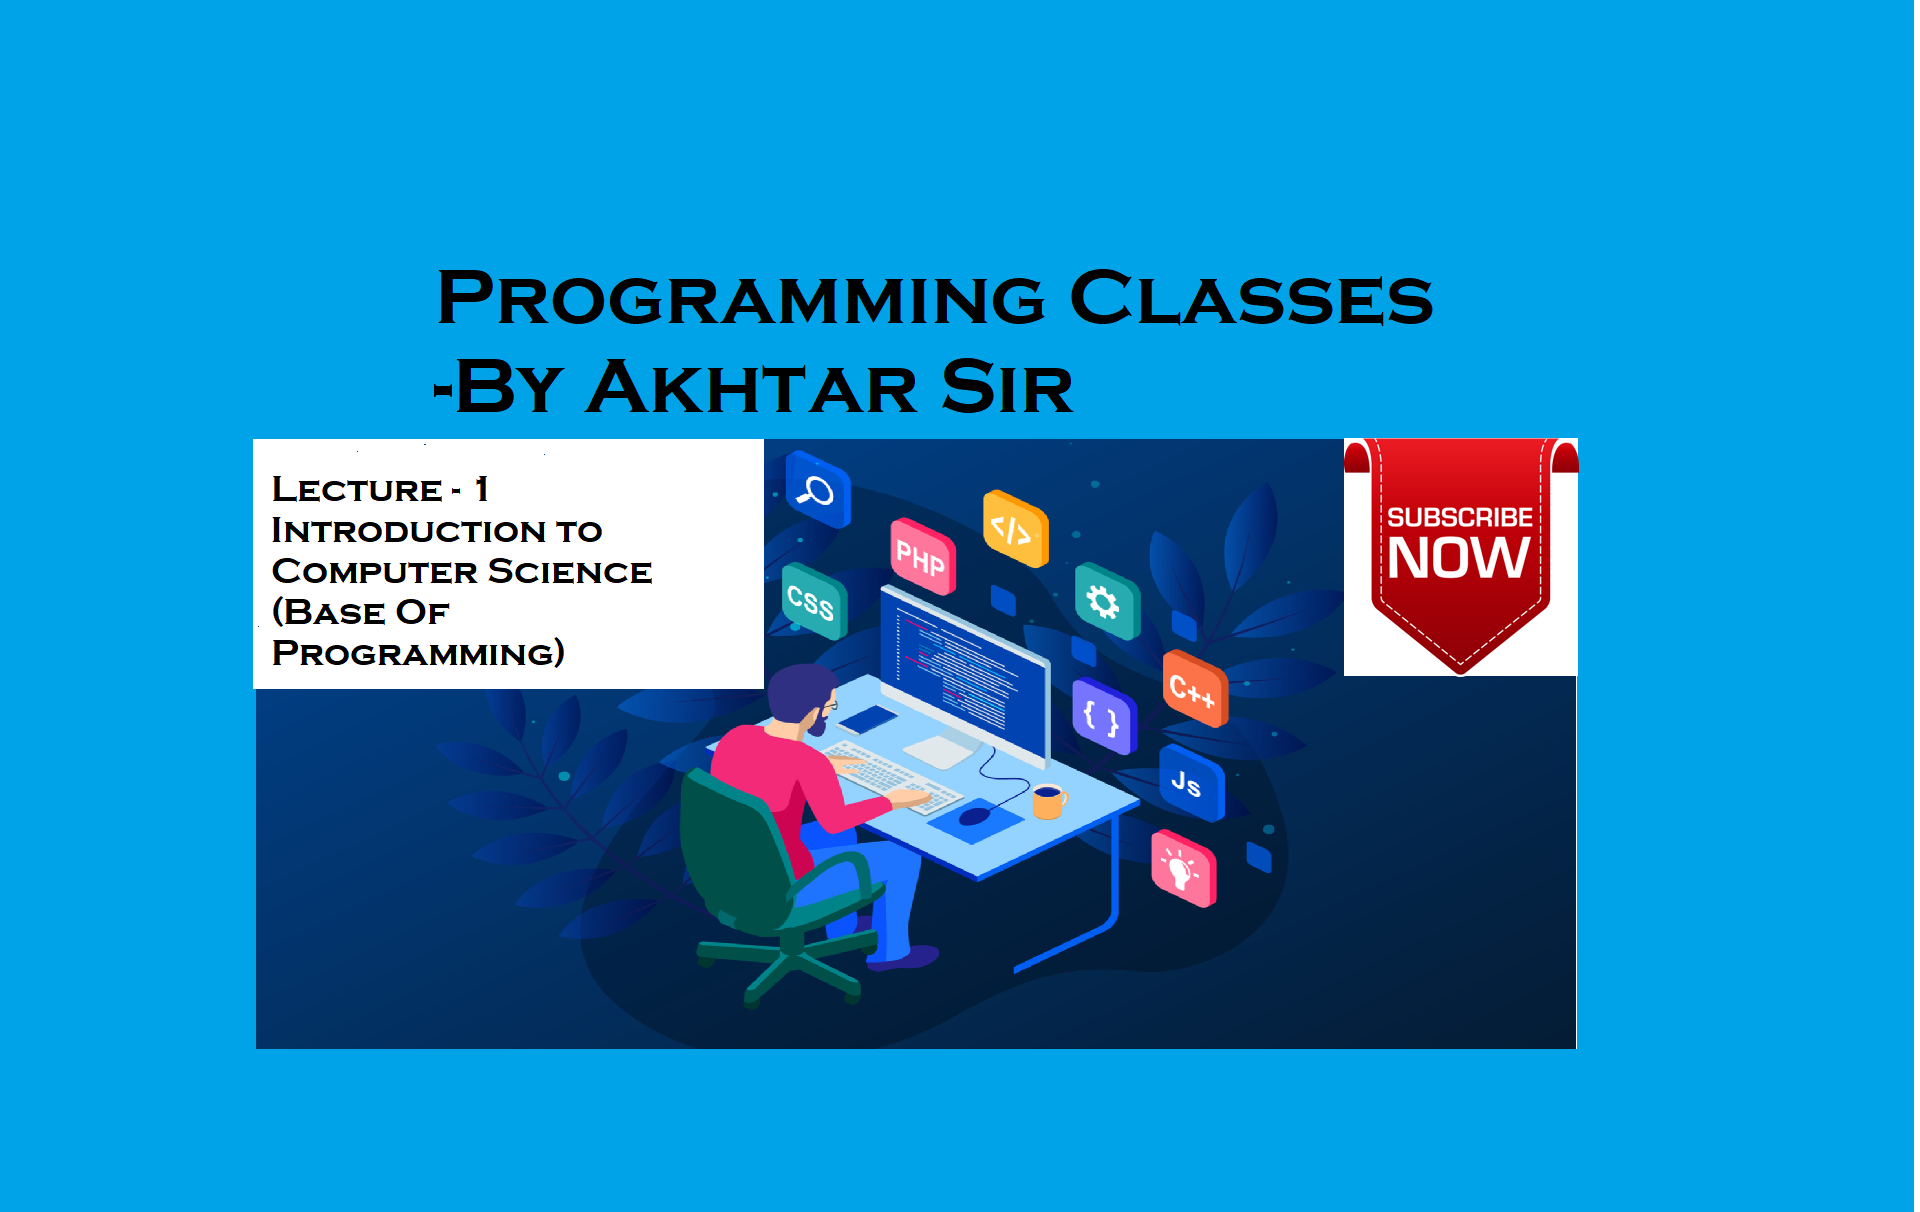 Programming Classes
-By Akhtar Sir
Lecture - 1
Introduction to
Computer Science
(Base Of
Programming)
SUBSCRIBE
NOW
</>
PHP
CSS
C++
{ }
Js